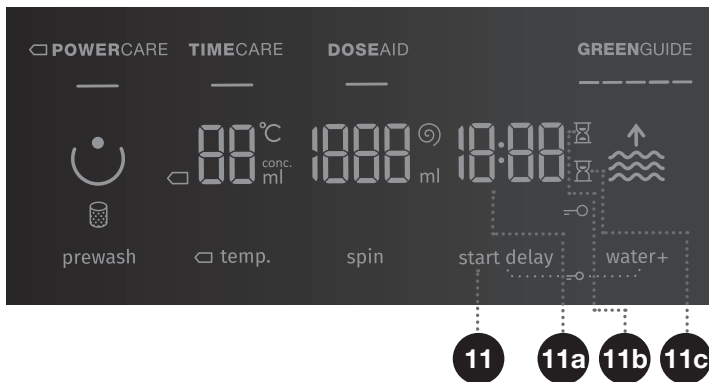 POWERCARE TIMECARE DOSEAID GREENGUIDE
88 °C 1888 18:88
conc.
ml ml
prewash temp. spin start delay water+
11 11a 11b 11c